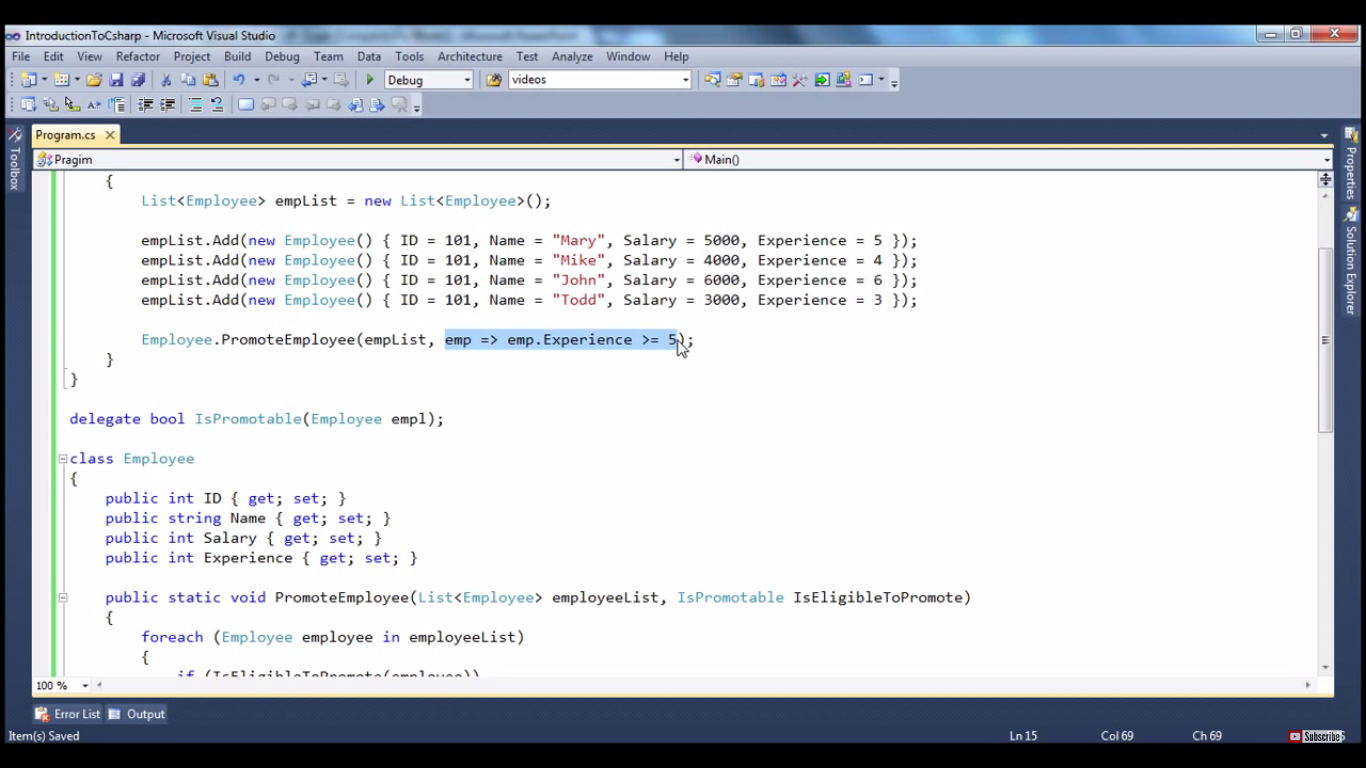 IntroductionToCsharp - Microsoft Visual Studio
File Edit View Refactor Project Build Debug Team Data Tools Architecture Test Analyze Window Help
Debug videos
Program.cs
Pragim Main()
Toolbox
Properties
Solution Explorer
{
List<Employee> empList = new List<Employee>();
empList.Add(new Employee() { ID = 101, Name = "Mary", Salary = 5000, Experience = 5 });
empList.Add(new Employee() { ID = 101, Name = "Mike", Salary = 4000, Experience = 4 });
empList.Add(new Employee() { ID = 101, Name = "John", Salary = 6000, Experience = 6 });
empList.Add(new Employee() { ID = 101, Name = "Todd", Salary = 3000, Experience = 3 });
Employee.PromoteEmployee(empList, emp => emp.Experience >= 5);
}
}
delegate bool IsPromotable(Employee empl);
class Employee
{
public int ID { get; set; }
public string Name { get; set; }
public int Salary { get; set; }
public int Experience { get; set; }
public static void PromoteEmployee(List<Employee> employeeList, IsPromotable IsEligibleToPromote)
{
foreach (Employee employee in employeeList)
{
if (IsEligibleToPromote(employee))
100 %
Error List Output
Item(s) Saved Ln 15 Col 69 Ch 69 Subscribe